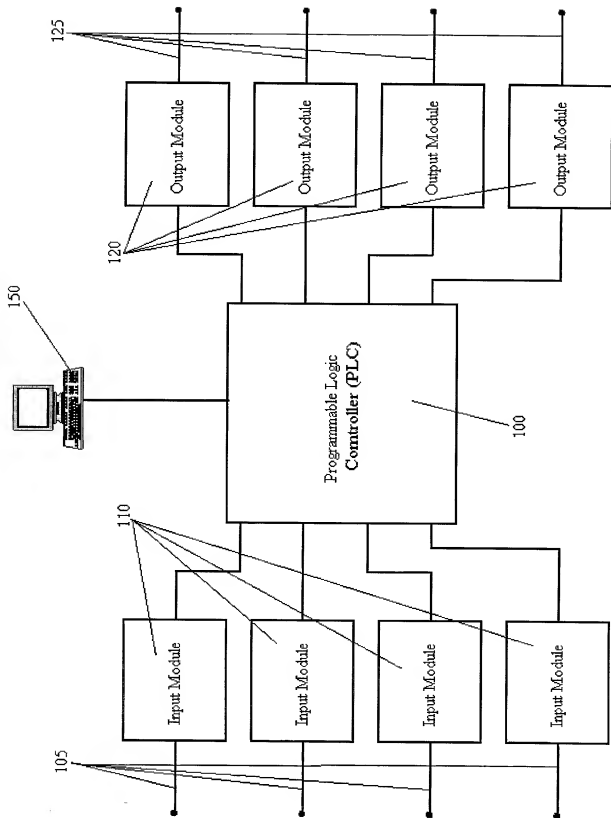 150
105
125
110
120
Input Module
Output Module
Input Module
Output Module
Programmable Logic
Comtroller (PLC)
Input Module
Output Module
100
Input Module
Output Module